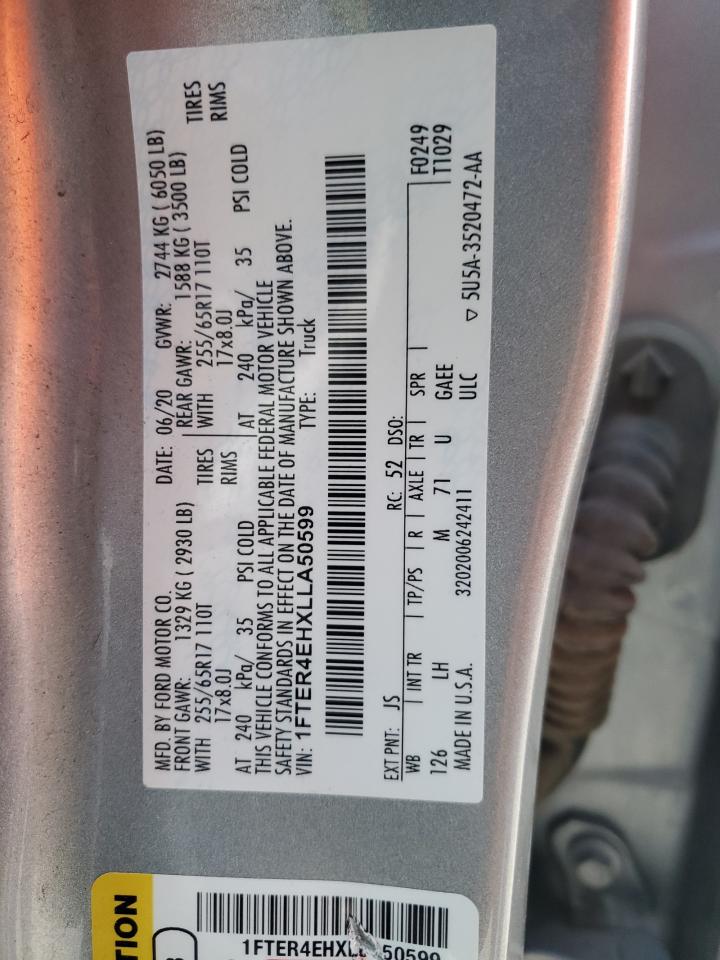 MFD. BY FORD MOTOR CO. DATE: 06/20 GVWR: 2744 KG ( 6050 LB)
FRONT GAWR: 1329 KG ( 2930 LB) REAR GAWR: 1588 KG ( 3500 LB)
WITH 255/65R17 110T TIRES WITH 255/65R17 110T TIRES
17x8.0J RIMS 17x8.0J RIMS
AT 240 kPa/ 35 PSI COLD AT 240 kPa/ 35 PSI COLD
THIS VEHICLE CONFORMS TO ALL APPLICABLE FEDERAL MOTOR VEHICLE
SAFETY STANDARDS IN EFFECT ON THE DATE OF MANUFACTURE SHOWN ABOVE.
VIN: 1FTER4EHXLLA50599 TYPE: Truck
EXT PNT: JS RC: 52 DSO:
WB INT TR TP/PS R AXLE TR SPR F0249
126 LH M 71 U GAEE T1029
MADE IN U.S.A. 3202006242411 ULC ▽ 5U5A-3520472-AA
TION
1FTER4EHXL 50599